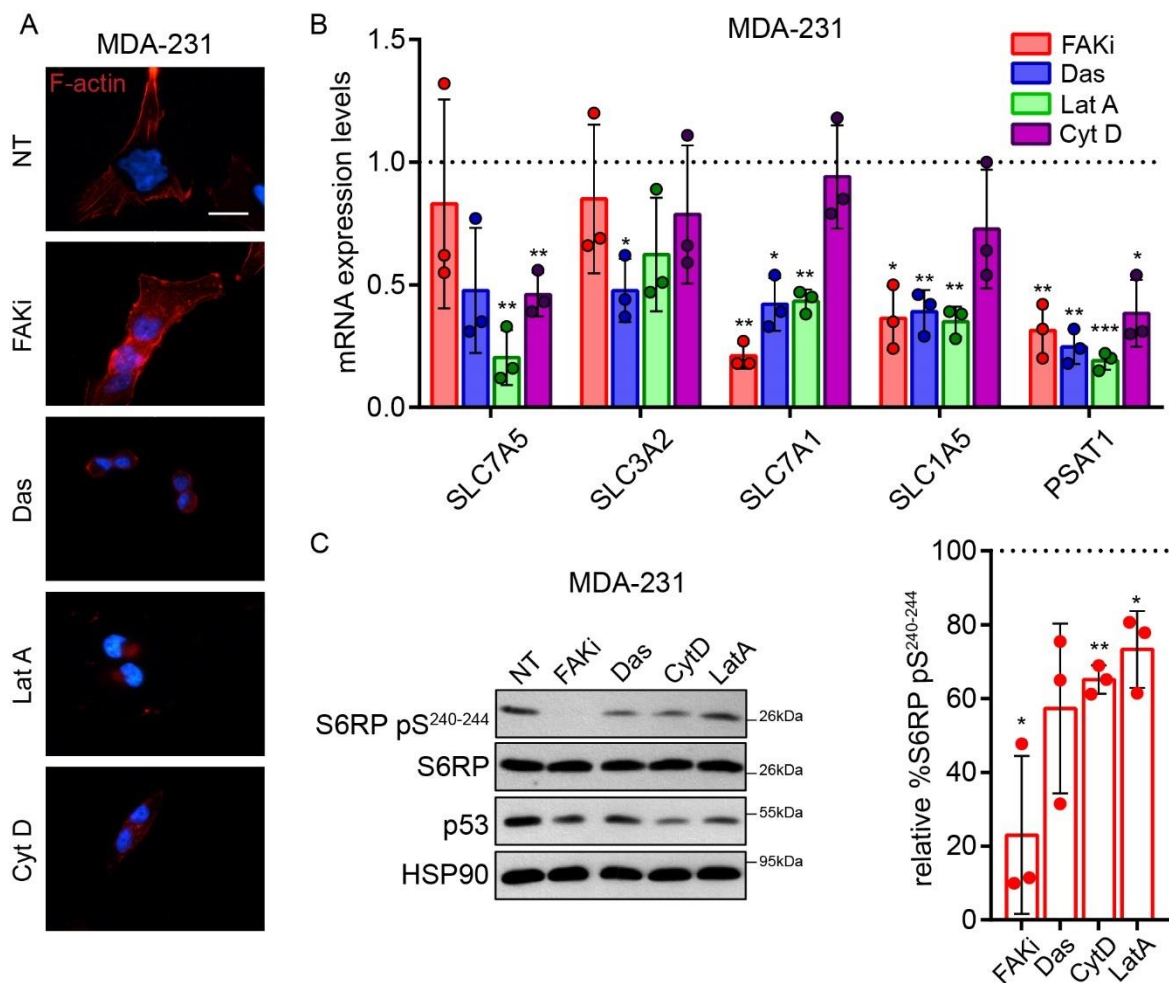 A
MDA-231
F-actin
NT
FAKi
Das
Lat A
Cyt D
B
MDA-231
FAKi
Das
Lat A
Cyt D
mRNA expression levels
1.5
1.0
0.5
0.0
** ** * * ** ** * ** ** ** ** *** *
SLC7A5 SLC3A2 SLC7A1 SLC1A5 PSAT1
C
MDA-231
NT FAKi Das CytD LatA
S6RP pS240-244
26kDa
S6RP
26kDa
p53
55kDa
HSP90
95kDa
relative %S6RP pS240-244
100
80
60
40
20
0
* ** *
FAKi Das CytD LatA